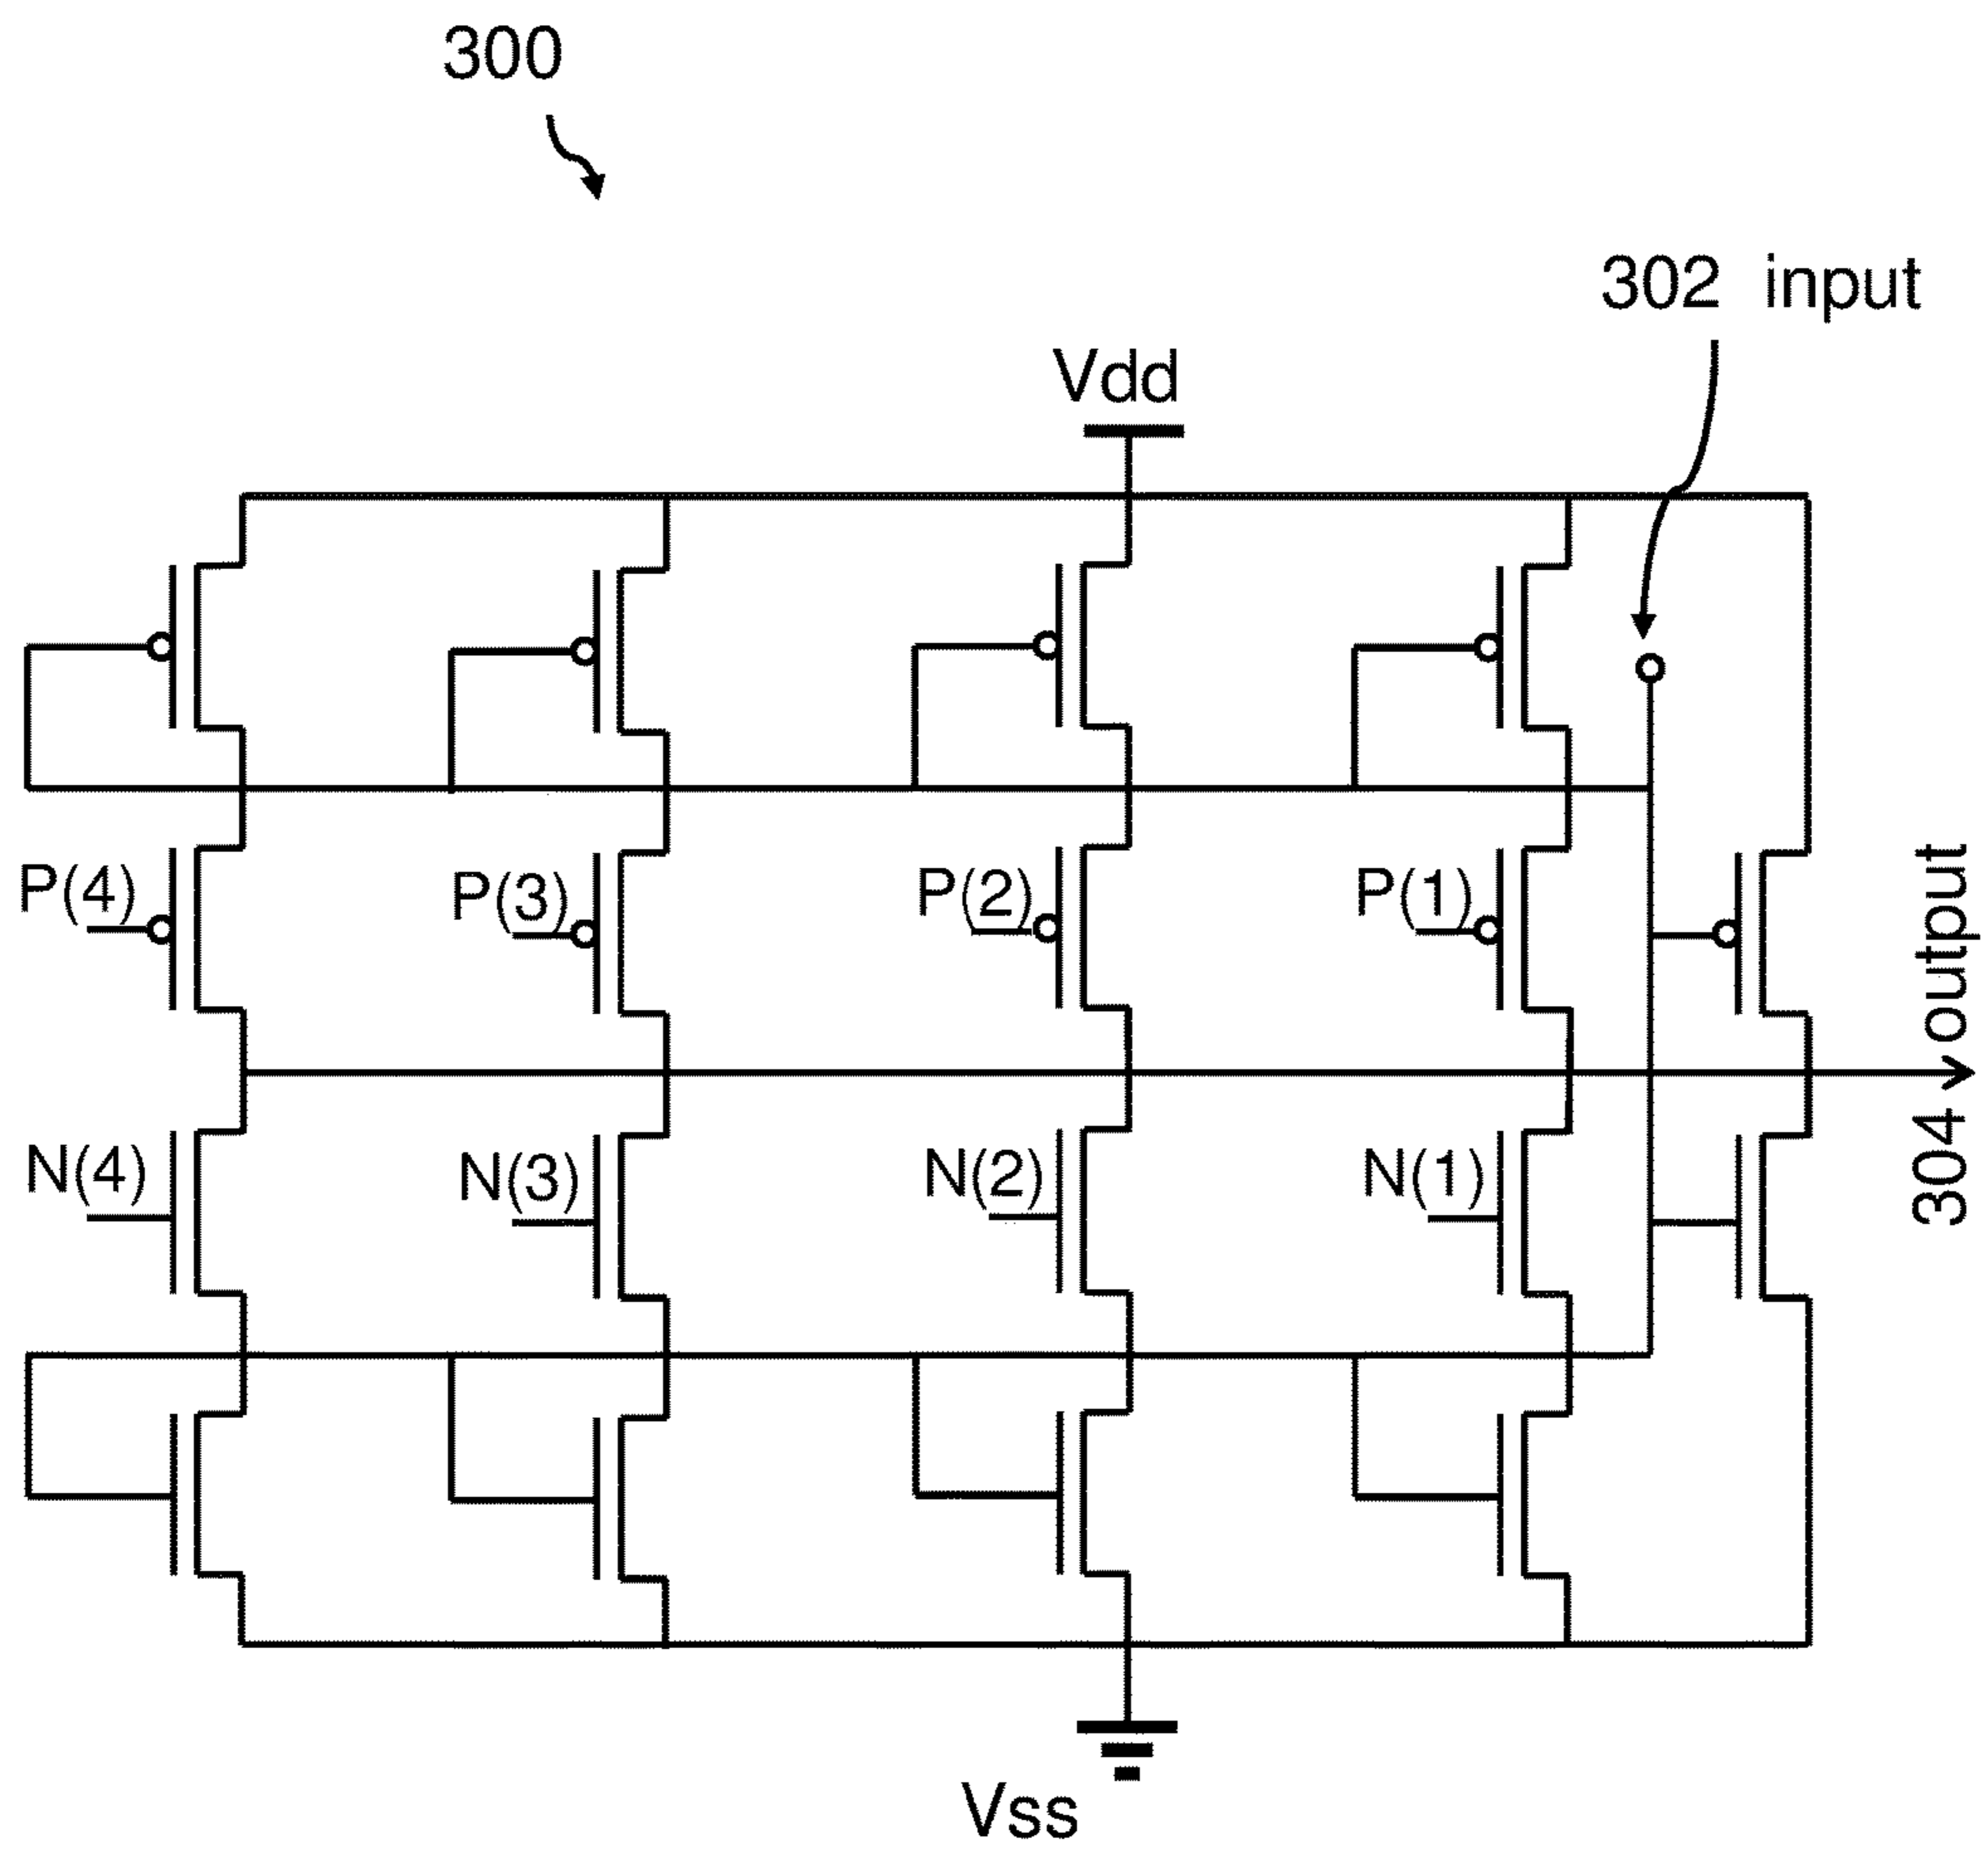 300
302 input
Vdd
P(4)
P(3)
P(2)
P(1)
304 output
N(4)
N(3)
N(2)
N(1)
Vss